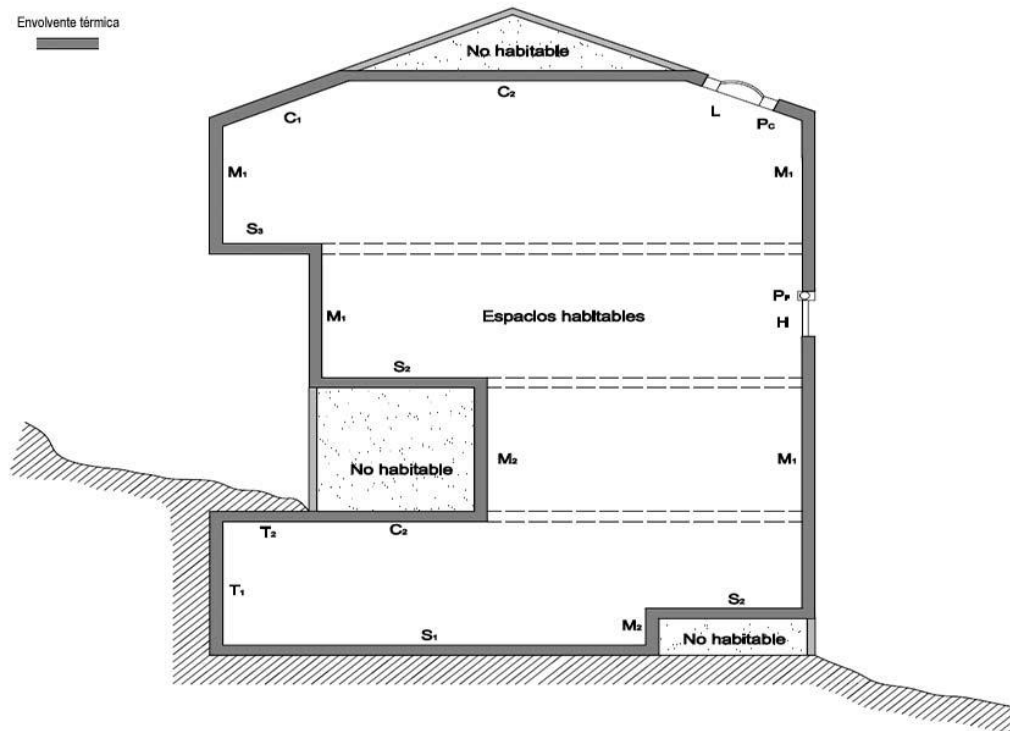 Envolvente térmica
No habitable
C₂
C₁
L
Pc
M₁
M₁
S₃
M₁
Espacios habitables
PF
H
S₂
No habitable
M₂
M₁
T₂
C₂
T₁
S₂
M₂
No habitable
S₁